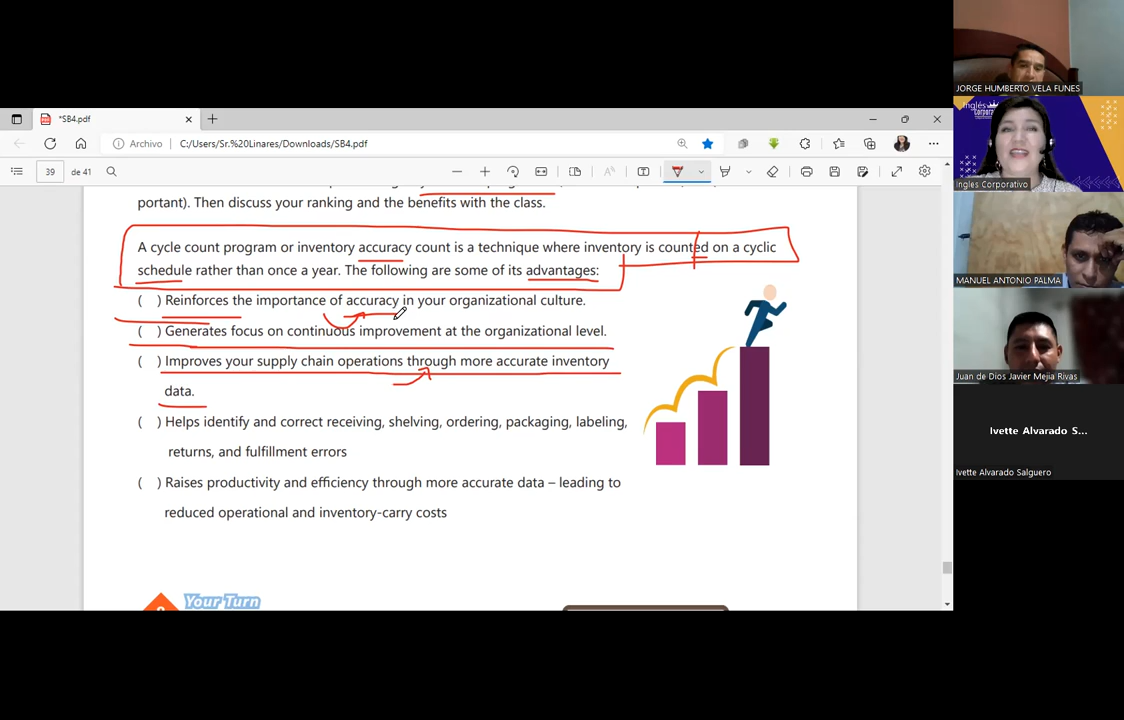 *SB4.pdf
Archivo
C:/Users/Sr.%20Linares/Downloads/SB4.pdf
39 de 41
portant). Then discuss your ranking and the benefits with the class.
A cycle count program or inventory accuracy count is a technique where inventory is counted on a cyclic
schedule rather than once a year. The following are some of its advantages:
( ) Reinforces the importance of accuracy in your organizational culture.
( ) Generates focus on continuous improvement at the organizational level.
( ) Improves your supply chain operations through more accurate inventory
data.
( ) Helps identify and correct receiving, shelving, ordering, packaging, labeling,
returns, and fulfillment errors
( ) Raises productivity and efficiency through more accurate data – leading to
reduced operational and inventory-carry costs
Your Turn
JORGE HUMBERTO VELA FUNES
Inglés
Corporativo
Ingles Corporativo
MANUEL ANTONIO PALMA
Juan de Dios Javier Mejia Rivas
Ivette Alvarado S...
Ivette Alvarado Salguero